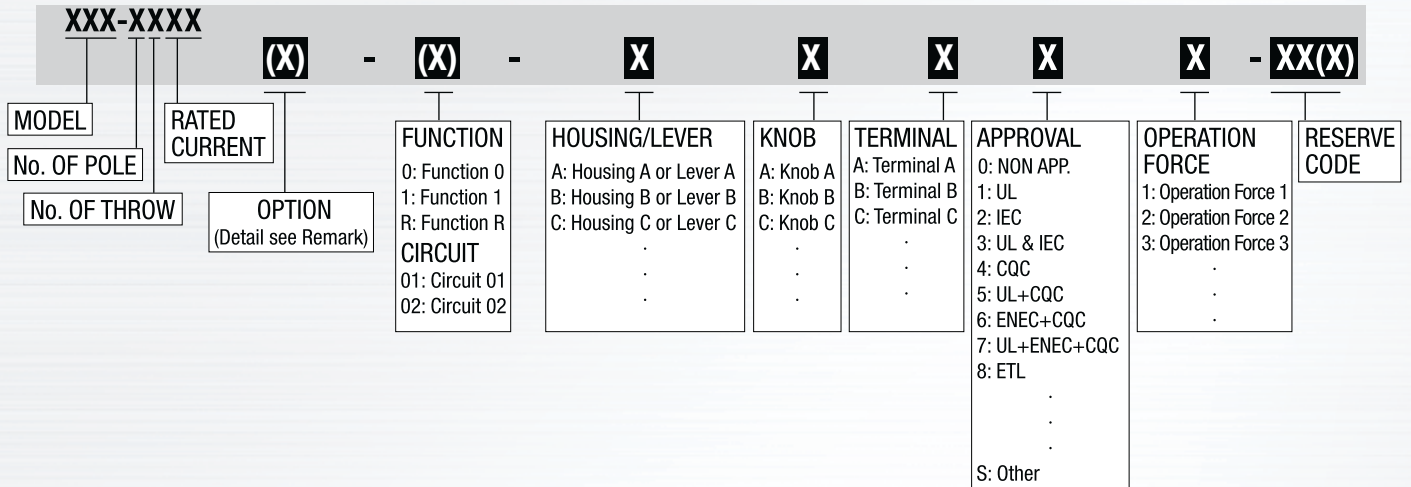 XXX-XXXX
(X) - (X) - X X X X X - XX(X)
MODEL
No. OF POLE
No. OF THROW
RATED
CURRENT
OPTION
(Detail see Remark)
FUNCTION
0: Function 0
1: Function 1
R: Function R
CIRCUIT
01: Circuit 01
02: Circuit 02
HOUSING/LEVER
A: Housing A or Lever A
B: Housing B or Lever B
C: Housing C or Lever C
.
.
.
KNOB
A: Knob A
B: Knob B
C: Knob C
.
.
.
TERMINAL
A: Terminal A
B: Terminal B
C: Terminal C
.
.
.
APPROVAL
0: NON APP.
1: UL
2: IEC
3: UL & IEC
4: CQC
5: UL+CQC
6: ENEC+CQC
7: UL+ENEC+CQC
8: ETL
.
.
.
S: Other
OPERATION
FORCE
1: Operation Force 1
2: Operation Force 2
3: Operation Force 3
.
.
.
RESERVE
CODE